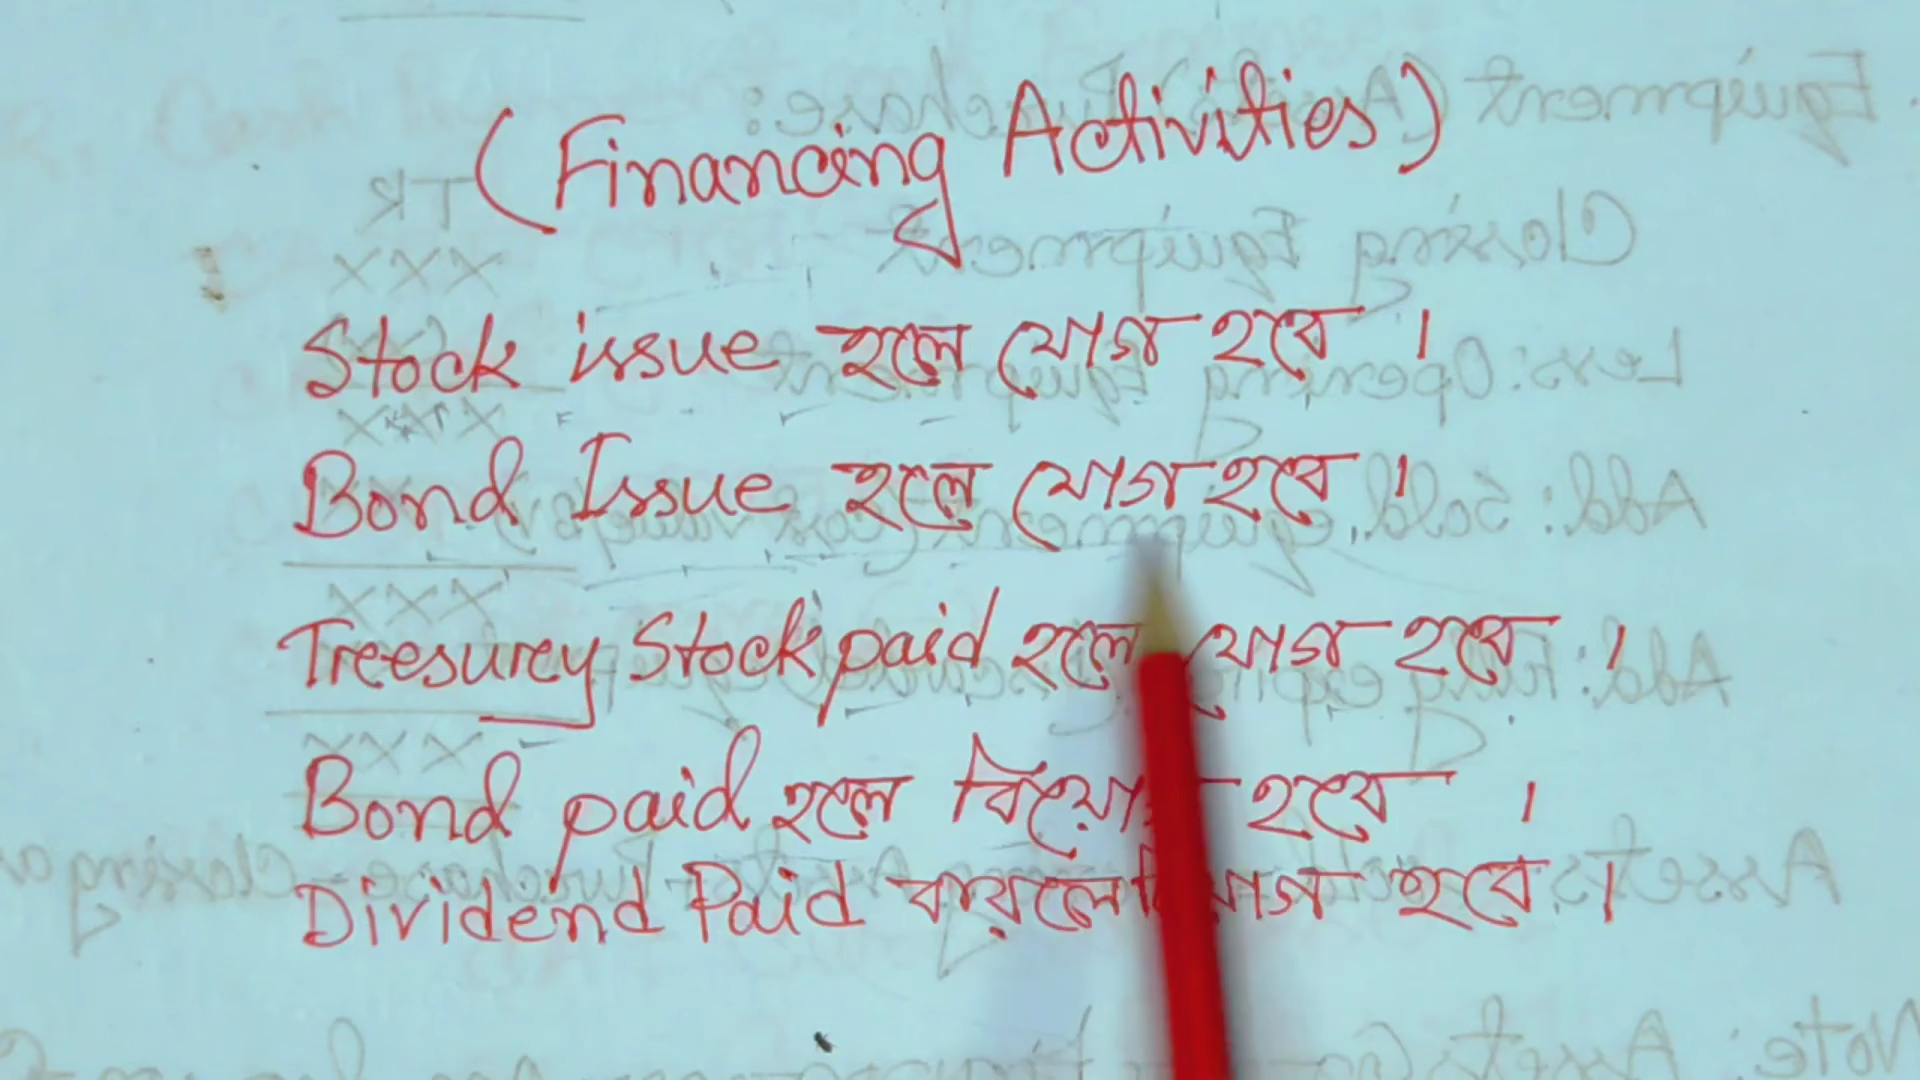 (Financing Activities)
Stock issue হলে যোগ হবে ।
Bond Issue হলে যোগ হবে ।
Treesurey Stock paid হলে যোগ হবে ।
Bond paid হলে হবে ।
Dividend Paid হবে ।